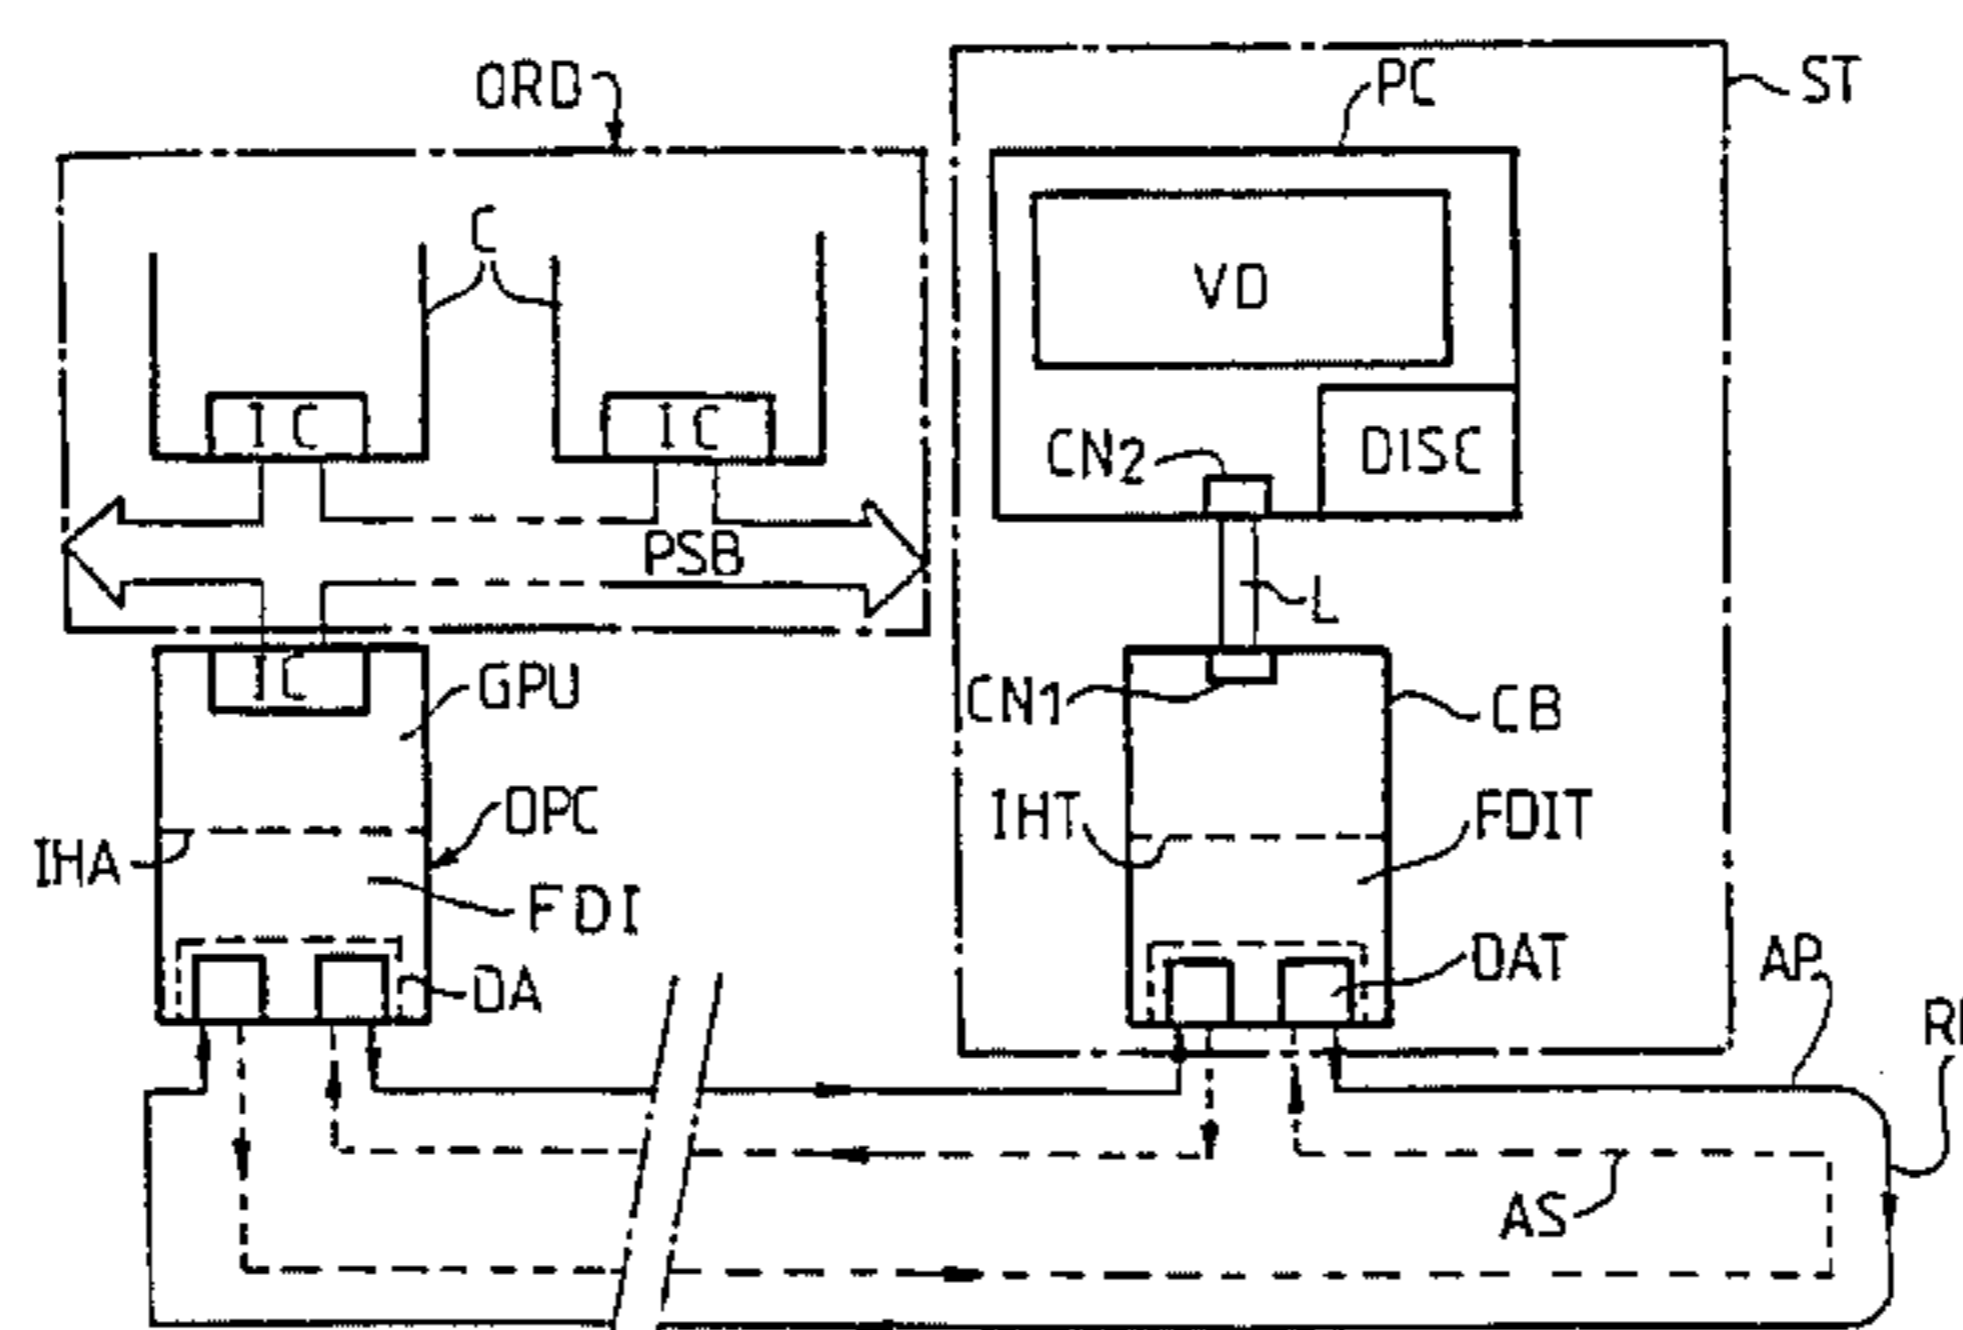 ORD
PC
ST
C
VD
IC
IC
CN2
DISC
PSB
L
IC
GPU
CN1
CB
OPC
IHT
FDIT
IHA
FDI
DA
DAT
AP
AS